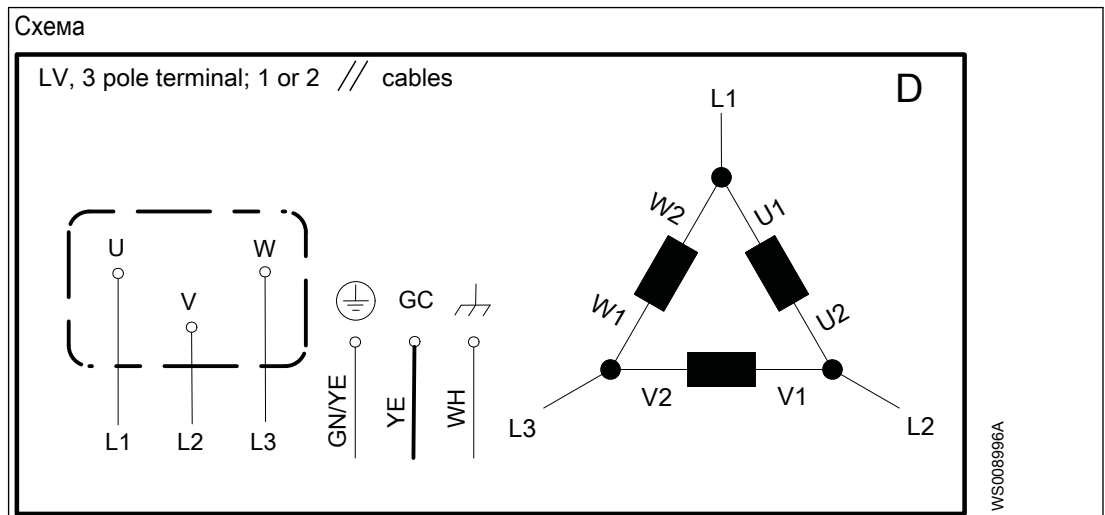 Схема
LV, 3 pole terminal; 1 or 2 // cables
D
L1
W2
U1
W1
U2
V2
V1
L3
L2
U
V
W
L1
L2
L3
GC
GN/YE
YE
WH
WS008996A